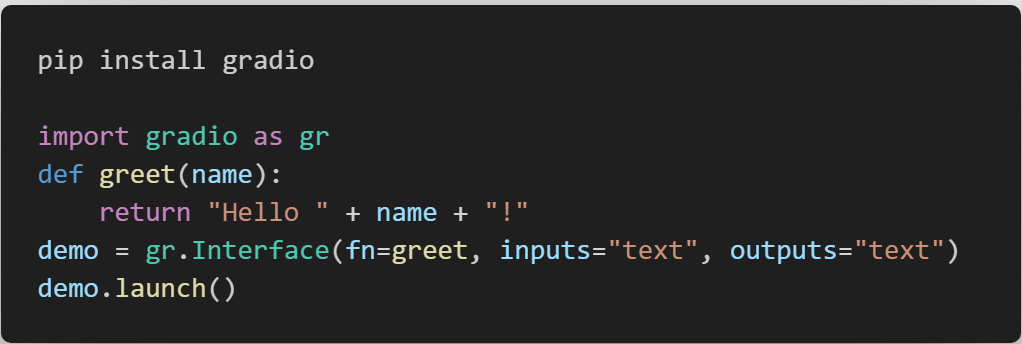 pip install gradio
import gradio as gr
def greet(name):
    return "Hello " + name + "!"
demo = gr.Interface(fn=greet, inputs="text", outputs="text")
demo.launch()